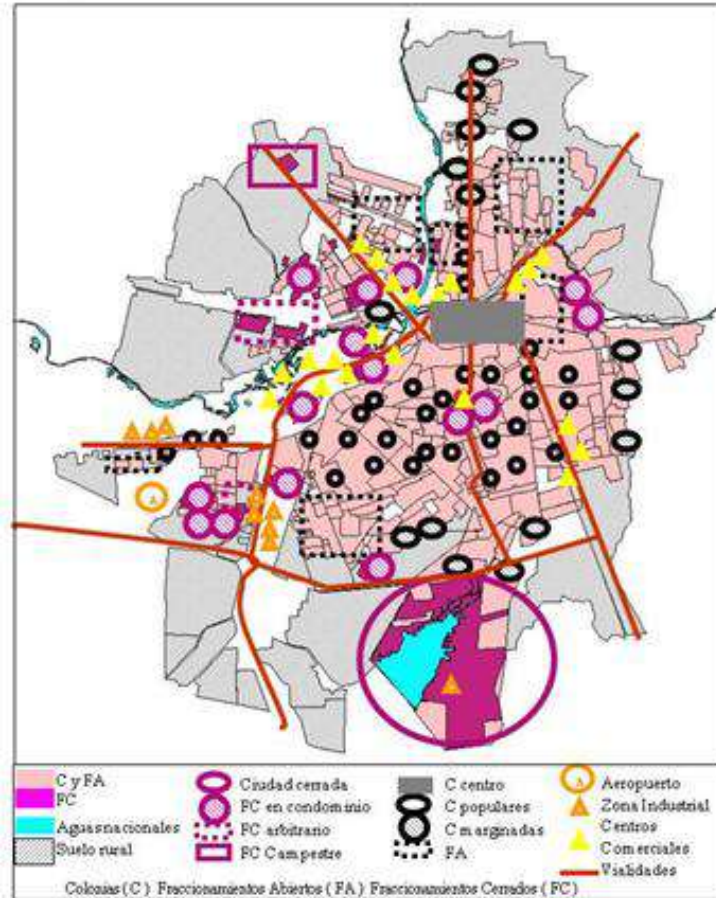 C y FA
FC
Aguas nacionales
Suelo rural
Ciudad cerrada
FC en condominio
FC arbitrario
FC Campestre
C centro
C populares
C marginadas
FA
Aeropuerto
Zona Industrial
Centros
Comerciales
Vialidades
Colonias ( C ) Fraccionamientos Abiertos ( FA ) Fraccionamientos Cerrados ( FC )